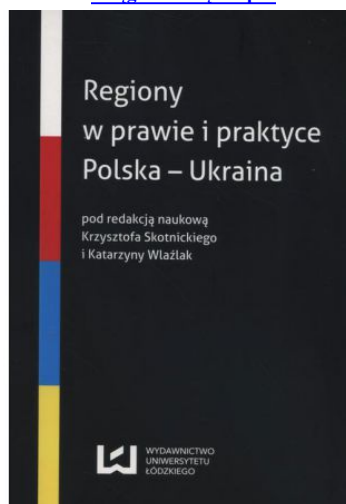 Regiony
w prawie i praktyce
Polska – Ukraina
pod redakcją naukową
Krzysztofa Skotnickiego
i Katarzyny Wlaźlak
WYDAWNICTWO
UNIWERSYTETU
ŁÓDZKIEGO